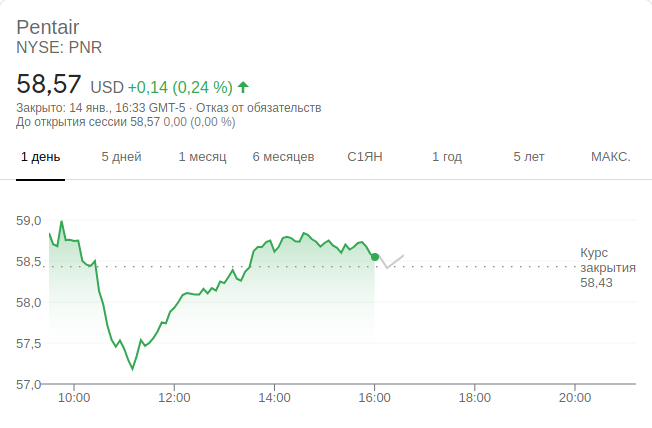 Pentair
NYSE: PNR
58,57 USD +0,14 (0,24 %)
Закрыто: 14 янв., 16:33 GMT-5 · Отказ от обязательств
До открытия сессии 58,57 0,00 (0,00 %)
1 день 5 дней 1 месяц 6 месяцев С1ЯН 1 год 5 лет МАКС.
59,0
58,5
58,0
57,5
57,0
Курс
закрытия
58,43
10:00 12:00 14:00 16:00 18:00 20:00